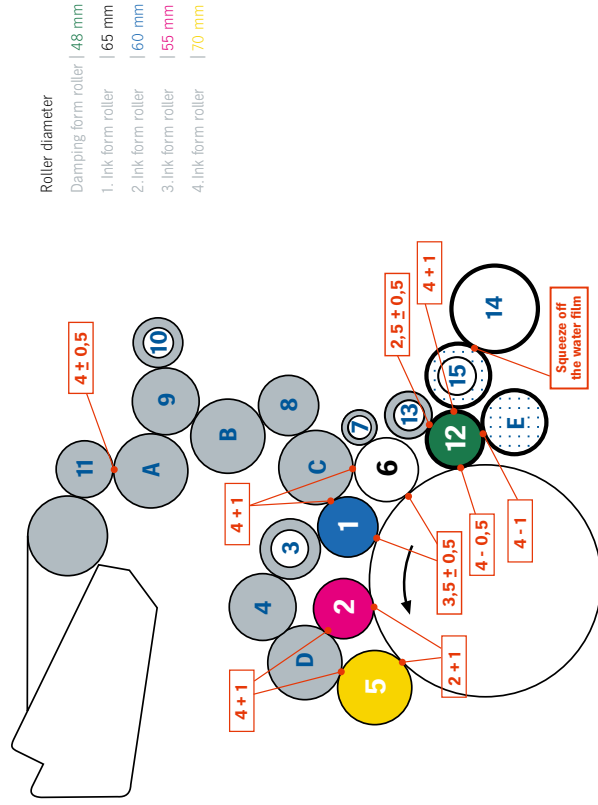 Roller diameter
Damping form roller | 48 mm
1. Ink form roller | 65 mm
2. Ink form roller | 60 mm
3. Ink form roller | 55 mm
4. Ink form roller | 70 mm
10
14
4 ± 0,5
9
2,5 ± 0,5
4 + 1
Squeeze off
the water film
15
11
A
B
8
7
13
12
E
C
6
4 + 1
1
3
3,5 ± 0,5
4 - 0,5
4 - 1
4
2
D
5
4 + 1
2 + 1